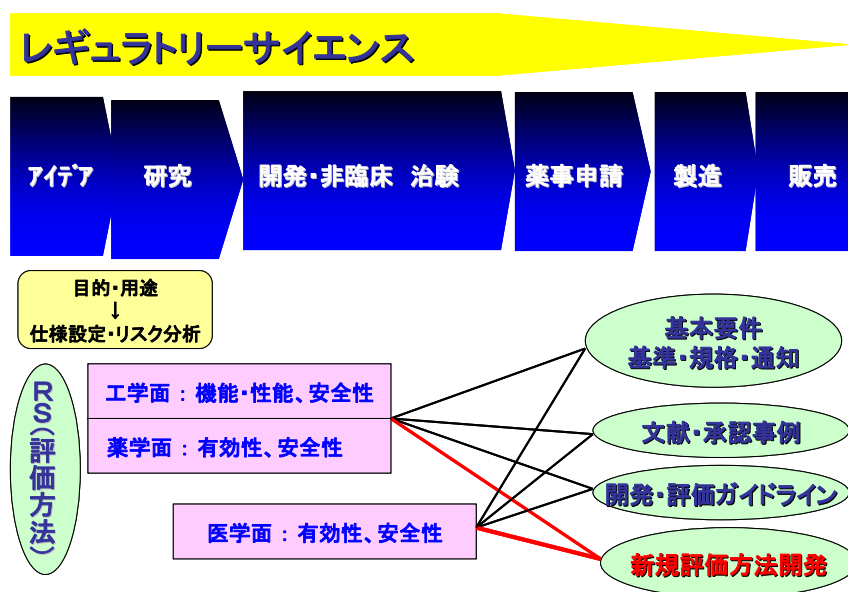 レギュラトリーサイエンス
アイデア
研究
開発・非臨床　治験
薬事申請
製造
販売
目的・用途
↓
仕様設定・リスク分析
RS(評価方法)
工学面：機能・性能、安全性
薬学面：有効性、安全性
医学面：有効性、安全性
基本要件
基準・規格・通知
文献・承認事例
開発・評価ガイドライン
新規評価方法開発